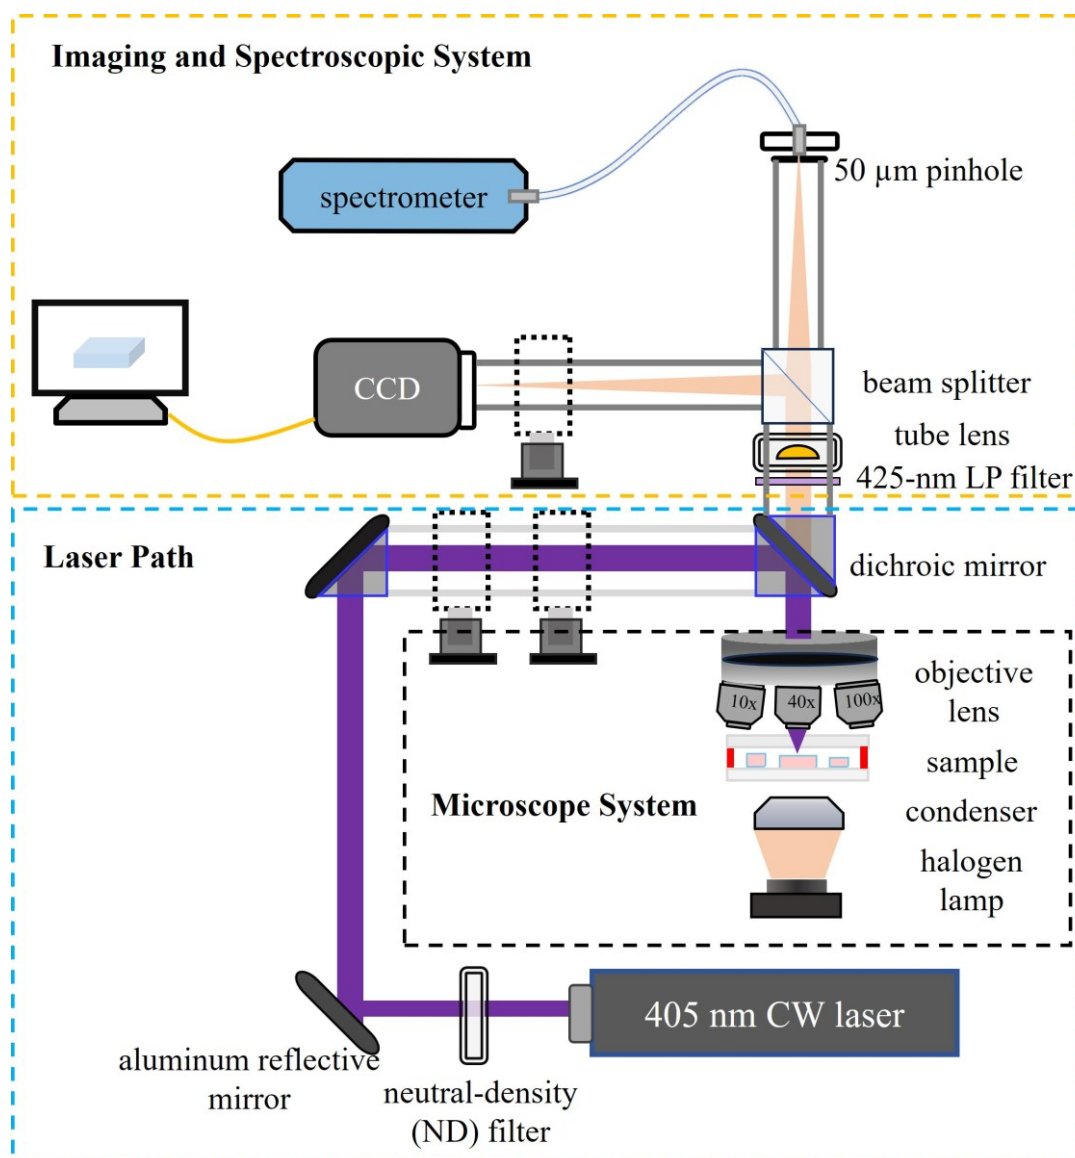 Imaging and Spectroscopic System
50 µm pinhole
spectrometer
CCD
beam splitter
tube lens
425-nm LP filter
Laser Path
dichroic mirror
objective
lens
10x
40x
100x
sample
Microscope System
condenser
halogen
lamp
405 nm CW laser
aluminum reflective
mirror
neutral-density
(ND) filter